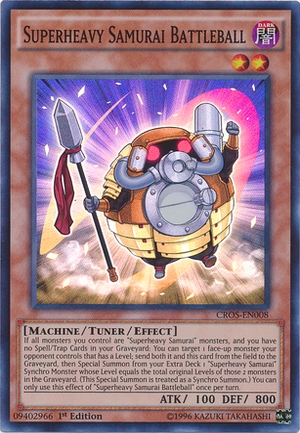 SUPERHEAVY SAMURAI BATTLEBALL
DARK
闇
CROS-EN008
[MACHINE / TUNER / EFFECT]
If all monsters you control are "Superheavy Samurai" monsters, and you have
no Spell/Trap Cards in your Graveyard: You can target 1 face-up monster your
opponent controls that has a Level; send both it and this card from the field to the
Graveyard, then Special Summon from your Extra Deck 1 "Superheavy Samurai"
Synchro Monster whose Level equals the total original Levels of those 2 monsters
in the Graveyard. (This Special Summon is treated as a Synchro Summon.) You can
only use this effect of "Superheavy Samurai Battleball" once per turn.
ATK/ 100 DEF/ 800
09402966 1st Edition ©1996 KAZUKI TAKAHASHI